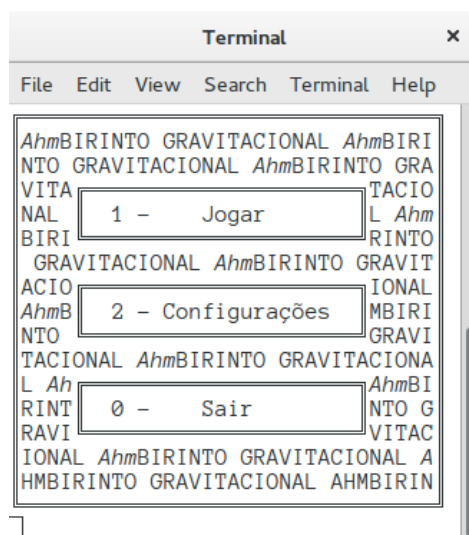 Terminal ×
File Edit View Search Terminal Help
AhmBIRINTO GRAVITACIONAL AhmBIRI
NTO GRAVITACIONAL AhmBIRINTO GRA
VITA TACIO
NAL 1 - Jogar L Ahm
BIRI RINTO
GRAVITACIONAL AhmBIRINTO GRAVIT
ACIO IONAL
AhmB 2 - Configurações MBIRI
NTO GRAVI
TACIONAL AhmBIRINTO GRAVITACIONA
L Ah AhmBI
RINT 0 - Sair NTO G
RAVI VITAC
IONAL AhmBIRINTO GRAVITACIONAL A
HMBIRINTO GRAVITACIONAL AHMBIRIN